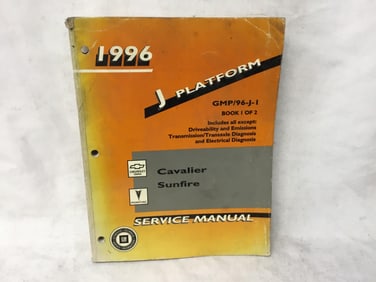 1996
J PLATFORM
GMP/96-J-1
BOOK 1 OF 2
Includes all except:
Driveability and Emissions
Transmission/Transaxle Diagnosis
and Electrical Diagnosis
Cavalier
Sunfire
SERVICE MANUAL